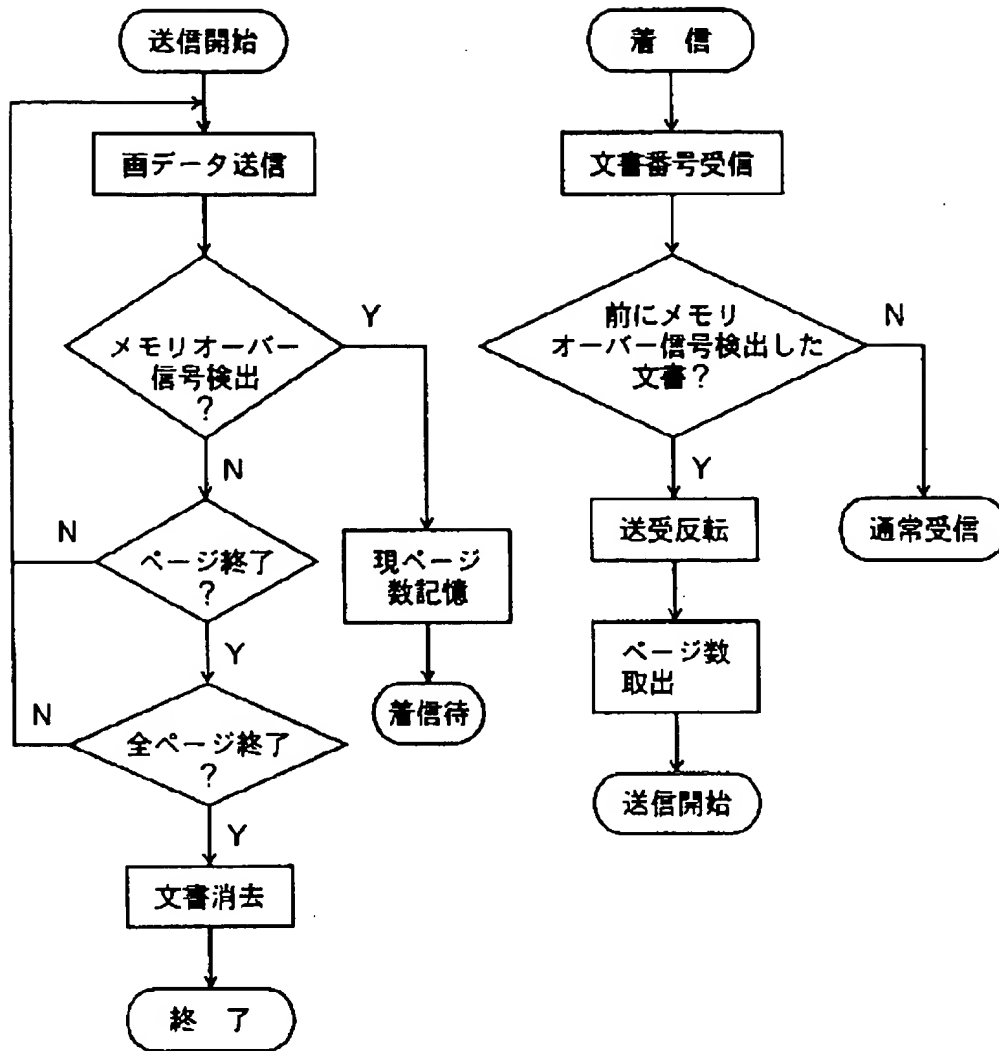 送信開始
画データ送信
メモリオーバー
信号検出
?
Y
N
ページ終了
?
N
Y
現ページ
数記憶
着信待
全ページ終了
?
N
Y
文書消去
終 了
着 信
文書番号受信
前にメモリ
オーバー信号検出した
文書?
N
Y
通常受信
送受反転
ページ数
取出
送信開始